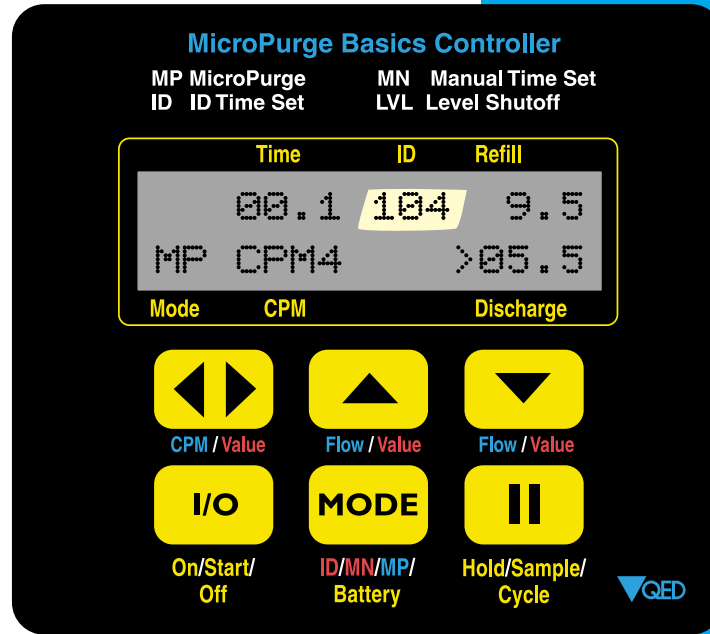 MicroPurge Basics Controller
MP MicroPurge MN Manual Time Set
ID ID Time Set LVL Level Shutoff
Time ID Refill
00.1 104 9.5
MP CPM4 >05.5
Mode CPM Discharge
CPM / Value Flow / Value Flow / Value
I/O MODE
On/Start/ ID/MN/MP/ Hold/Sample/
Off Battery Cycle
QED